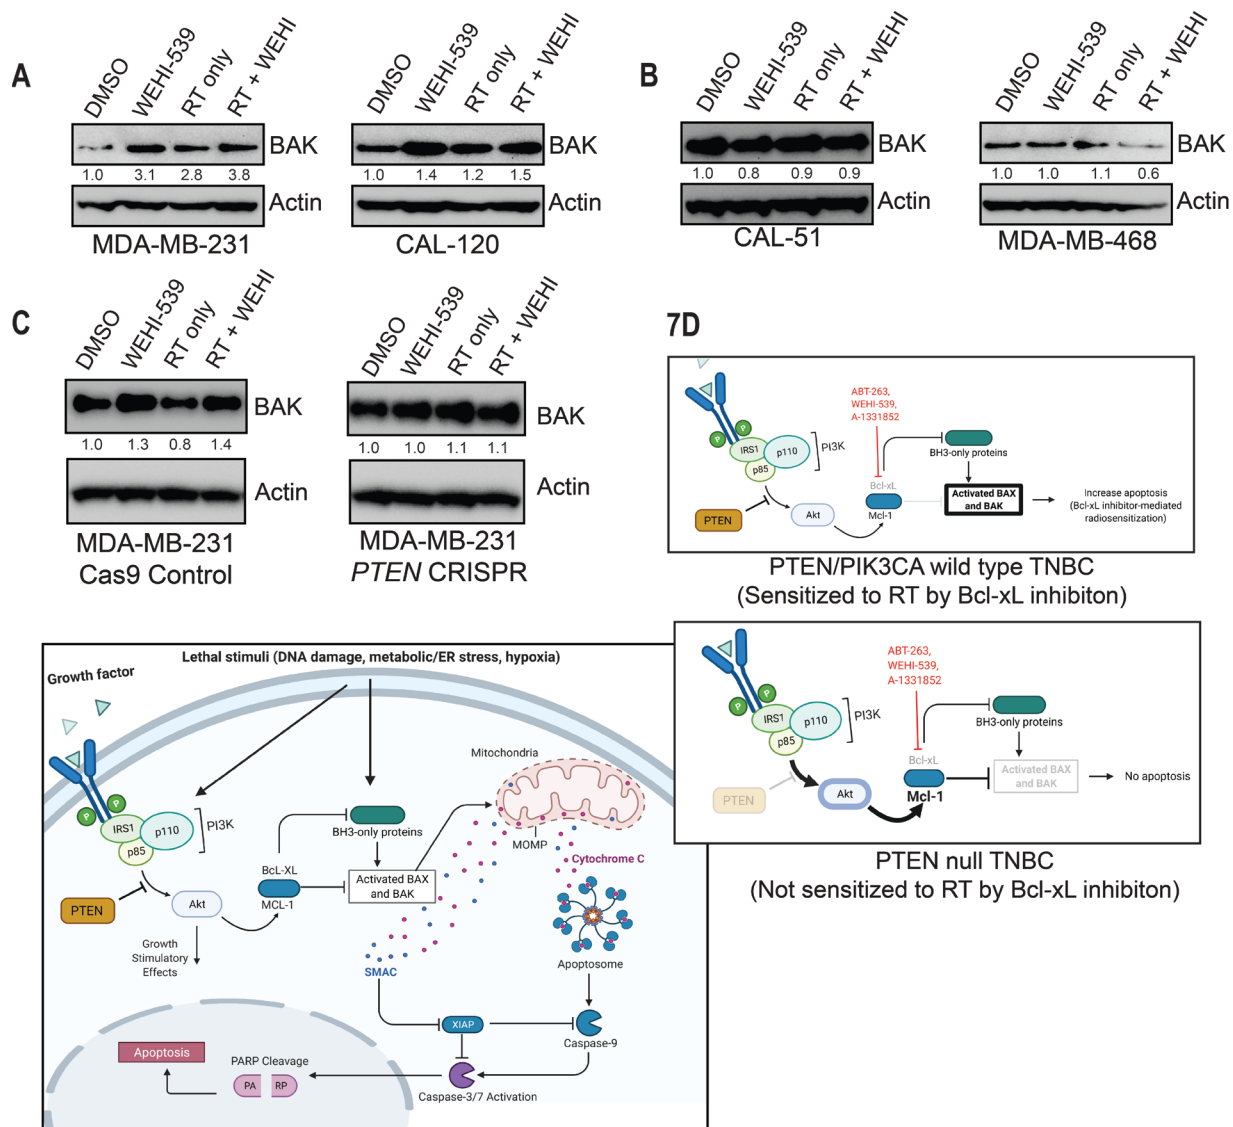 A
DMSO
WEHI-539
RT only
RT + WEHI
BAK
1.0 3.1 2.8 3.8
Actin
MDA-MB-231
DMSO
WEHI-539
RT only
RT + WEHI
BAK
1.0 1.4 1.2 1.5
Actin
CAL-120
B
DMSO
WEHI-539
RT only
RT + WEHI
1.0 0.8 0.9 0.9
CAL-51
DMSO
WEHI-539
RT only
RT + WEHI
BAK
1.0 1.0 1.1 0.6
Actin
MDA-MB-468
C
DMSO
WEHI-539
RT only
RT + WEHI
BAK
1.0 1.3 0.8 1.4
Actin
MDA-MB-231
Cas9 Control
DMSO
WEHI-539
RT only
RT + WEHI
BAK
1.0 1.0 1.1 1.1
Actin
MDA-MB-231
PTEN CRISPR
7D
P
P
IRS1
p110
p85
PI3K
PTEN
Akt
ABT-263,
WEHI-539,
A-1331852
Bcl-xL
Mcl-1
BH3-only proteins
Activated BAX
and BAK
Increase apoptosis
(Bcl-xL inhibitor-mediated
radiosensitization)
PTEN/PIK3CA wild type TNBC
(Sensitized to RT by Bcl-xL inhibiton)
P
P
IRS1
p110
p85
PI3K
PTEN
Akt
ABT-263,
WEHI-539,
A-1331852
Bcl-xL
Mcl-1
BH3-only proteins
Activated BAX
and BAK
No apoptosis
PTEN null TNBC
(Not sensitized to RT by Bcl-xL inhibiton)
Lethal stimuli (DNA damage, metabolic/ER stress, hypoxia)
Growth factor
P
P
IRS1
p110
p85
PI3K
PTEN
Akt
Growth
Stimulatory
Effects
BcL-XL
MCL-1
BH3-only proteins
Activated BAX
and BAK
Mitochondria
MOMP
Cytochrome C
SMAC
Apoptosome
XIAP
Caspase-9
Caspase-3/7 Activation
PARP Cleavage
PA RP
Apoptosis